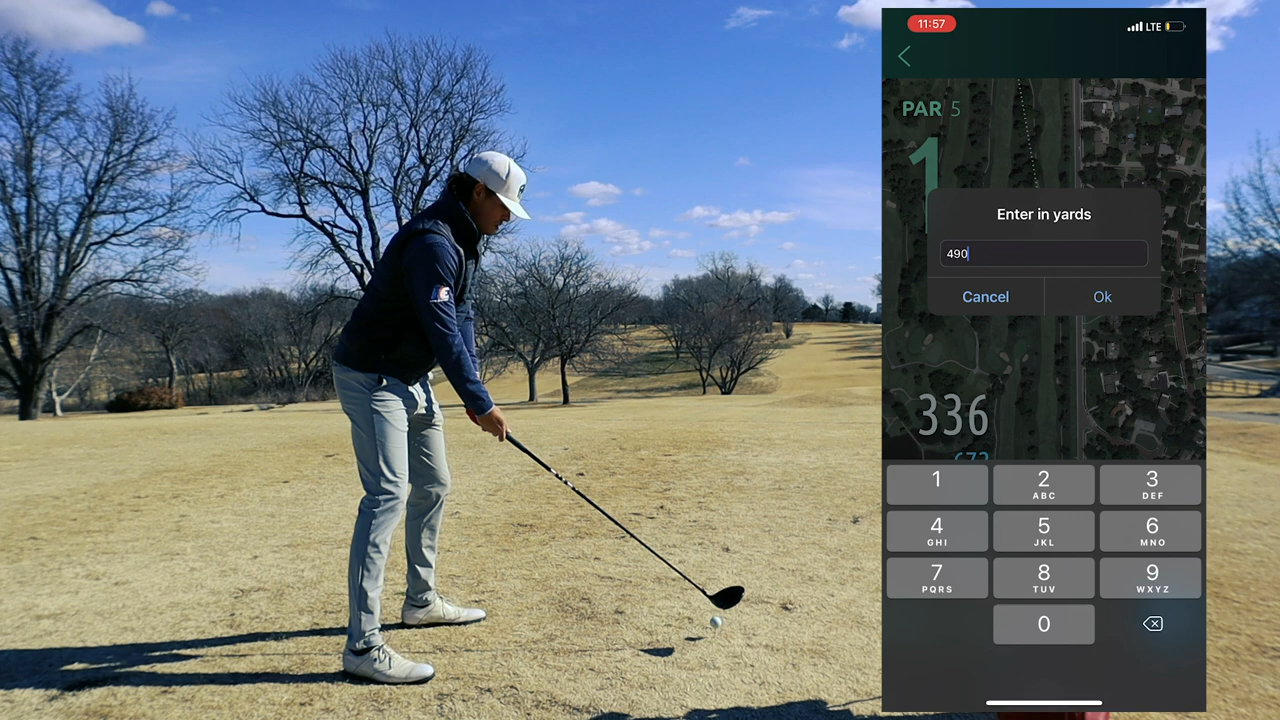 11:57
LTE
PAR 5
1
Enter in yards
490
Cancel
Ok
336
673
1
2
ABC
3
DEF
4
GHI
5
JKL
6
MNO
7
PQRS
8
TUV
9
WXYZ
0